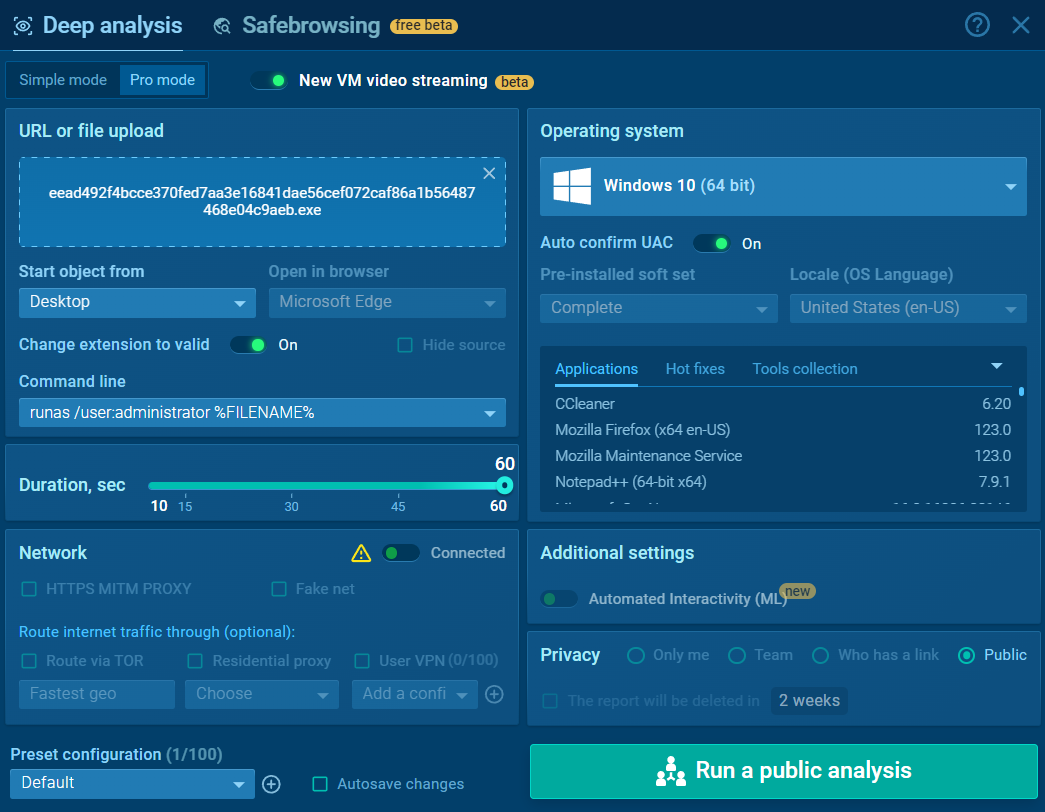 Deep analysis
Safebrowsing free beta
Simple mode
Pro mode
New VM video streaming beta
URL or file upload
eead492f4bcce370fed7aa3e16841dae56cef072caf86a1b56487
468e04c9aeb.exe
Start object from
Open in browser
Desktop
Microsoft Edge
Change extension to valid
On
Hide source
Command line
runas /user:administrator %FILENAME%
Operating system
Windows 10 (64 bit)
Auto confirm UAC
On
Pre-installed soft set
Locale (OS Language)
Complete
United States (en-US)
Applications
Hot fixes
Tools collection
CCleaner 6.20
Mozilla Firefox (x64 en-US) 123.0
Mozilla Maintenance Service 123.0
Notepad++ (64-bit x64) 7.9.1
Duration, sec
60
10 15 30 45 60
Network
Connected
HTTPS MITM PROXY
Fake net
Route internet traffic through (optional):
Route via TOR
Residential proxy
User VPN (0/100)
Fastest geo
Choose
Add a confi
Additional settings
Automated Interactivity (ML) new
Privacy
Only me
Team
Who has a link
Public
The report will be deleted in 2 weeks
Preset configuration (1/100)
Default
Autosave changes
Run a public analysis